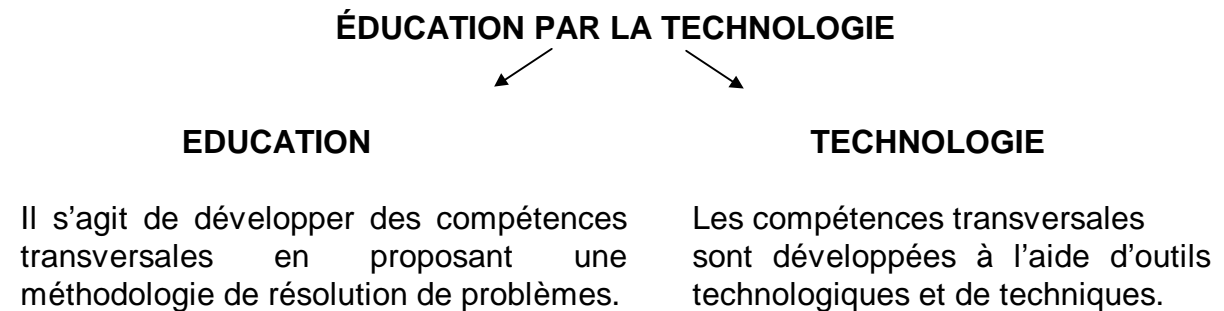 ÉDUCATION PAR LA TECHNOLOGIE
EDUCATION
Il s’agit de développer des compétences
transversales en proposant une
méthodologie de résolution de problèmes.
TECHNOLOGIE
Les compétences transversales
sont développées à l’aide d’outils
technologiques et de techniques.